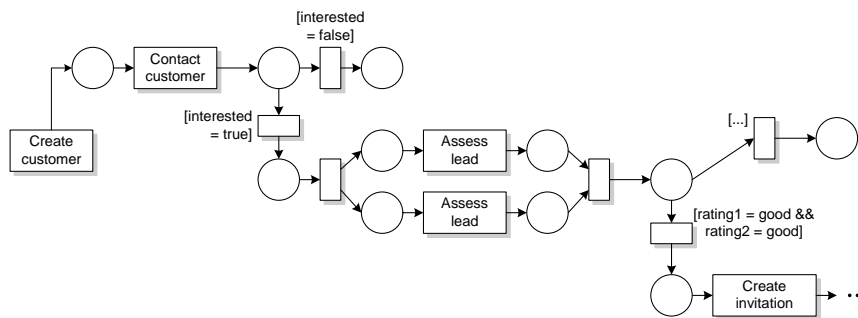 [interested
= false]
Contact
customer
[interested
= true]
Create
customer
Assess
lead
Assess
lead
[...]
[rating1 = good &&
rating2 = good]
Create
invitation